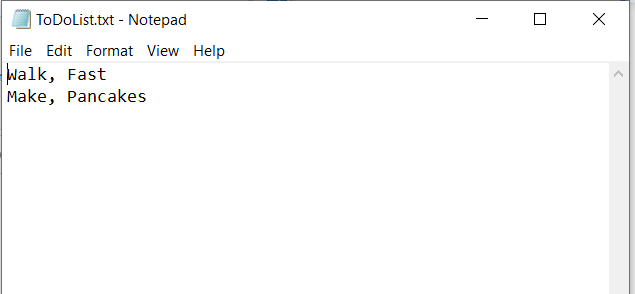 ToDoList.txt - Notepad
File Edit Format View Help
Walk, Fast
Make, Pancakes